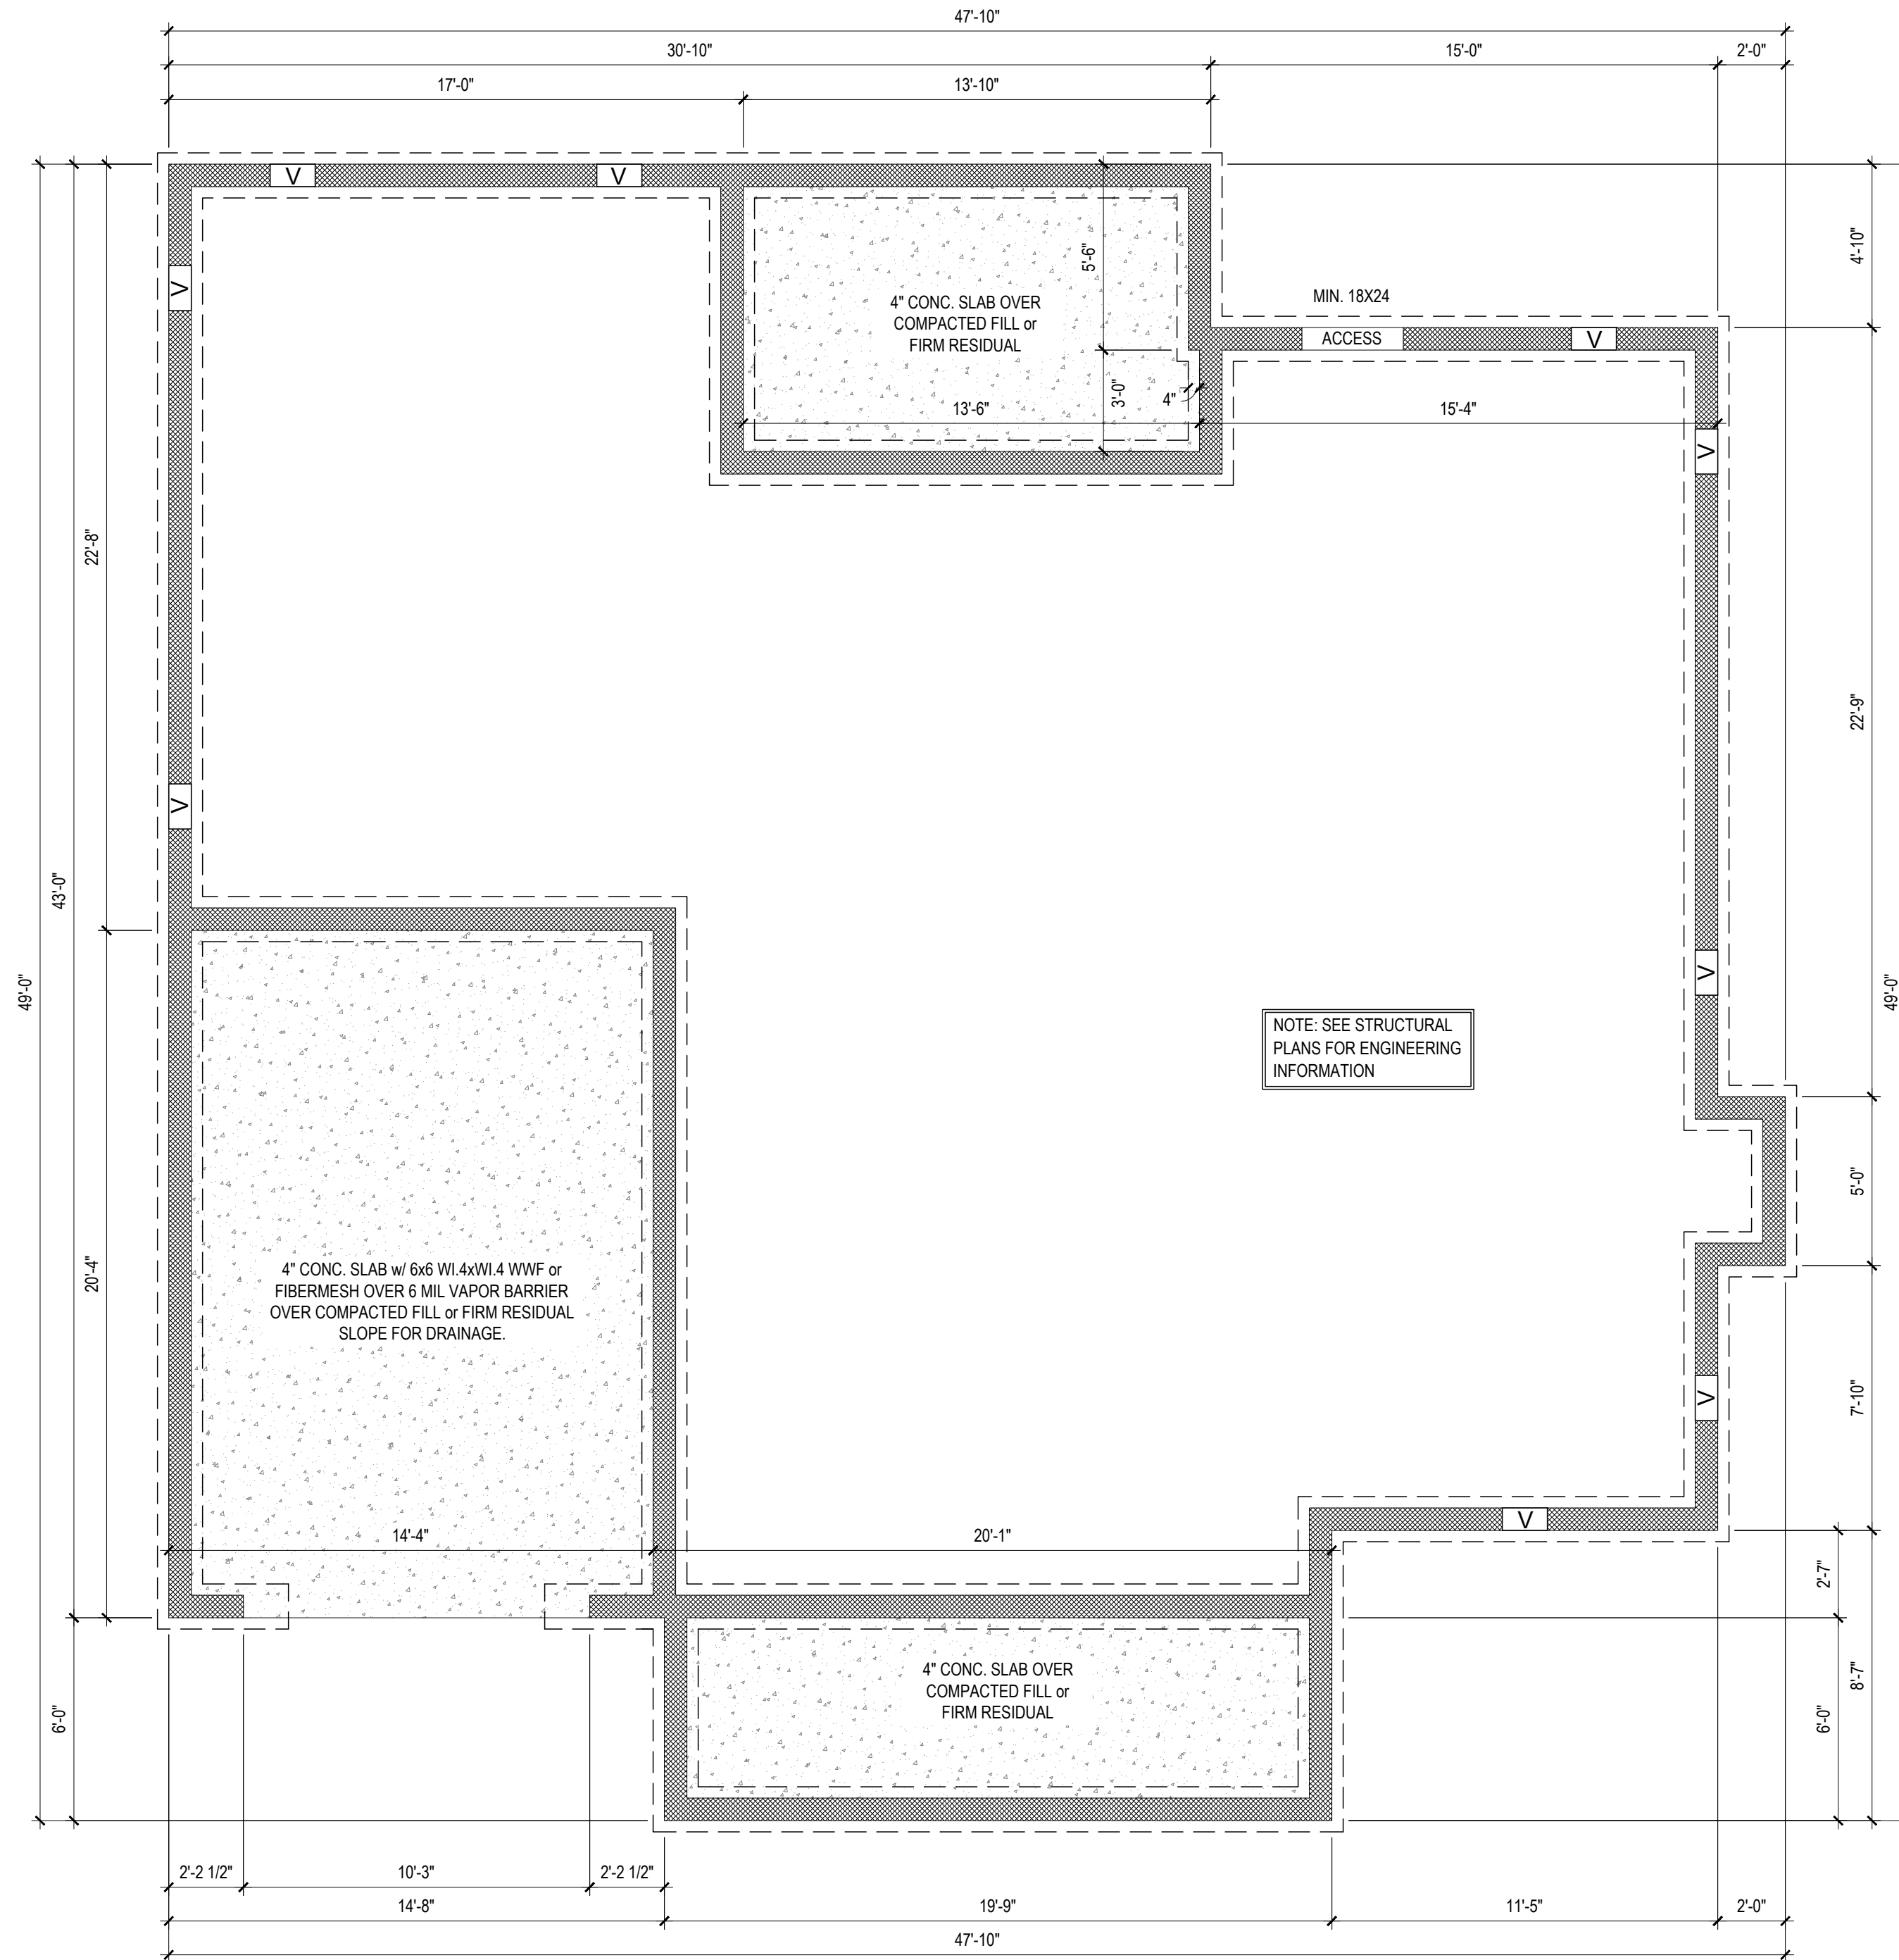 47'-10"
30'-10"
15'-0"
2'-0"
17'-0"
13'-10"
V
V
V
4" CONC. SLAB OVER
COMPACTED FILL or
FIRM RESIDUAL
5'-6"
4'-10"
MIN. 18X24
ACCESS
V
3'-0"
4"
13'-6"
15'-4"
V
22'-8"
22'-9"
V
43'-0"
49'-0"
V
49'-0"
NOTE: SEE STRUCTURAL
PLANS FOR ENGINEERING
INFORMATION
5'-0"
20'-4"
4" CONC. SLAB w/ 6x6 WI.4xWI.4 WWF or
FIBERMESH OVER 6 MIL VAPOR BARRIER
OVER COMPACTED FILL or FIRM RESIDUAL
SLOPE FOR DRAINAGE.
V
7'-10"
V
14'-4"
20'-1"
2'-7"
4" CONC. SLAB OVER
COMPACTED FILL or
FIRM RESIDUAL
6'-0"
6'-0"
8'-7"
2'-2 1/2"
10'-3"
2'-2 1/2"
14'-8"
19'-9"
11'-5"
2'-0"
47'-10"